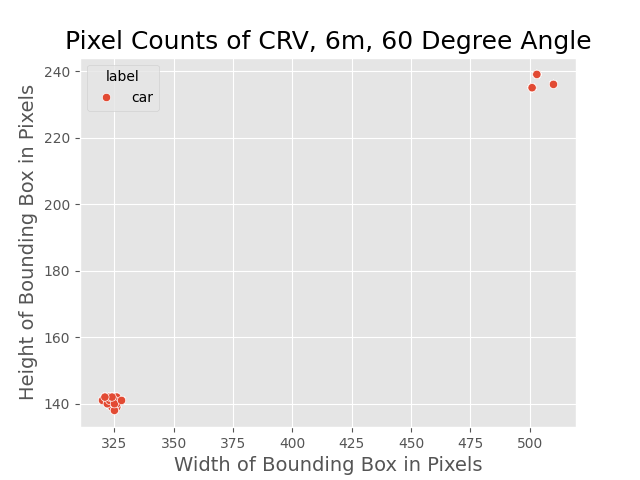 Pixel Counts of CRV, 6m, 60 Degree Angle
label
car
Height of Bounding Box in Pixels
240
220
200
180
160
140
325 350 375 400 425 450 475 500
Width of Bounding Box in Pixels